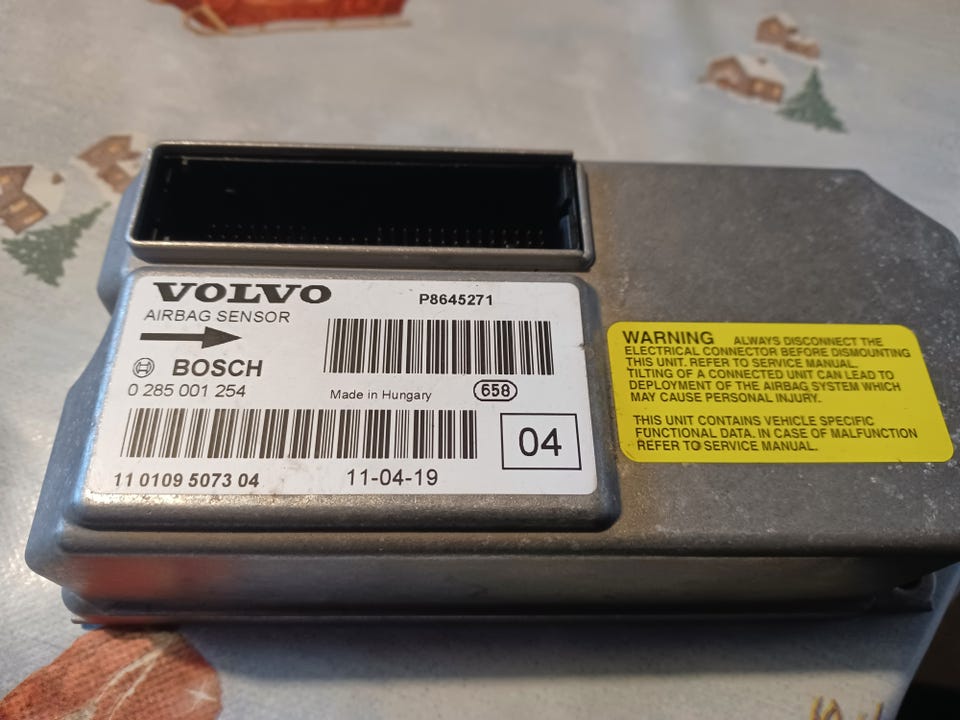 VOLVO
P8645271
AIRBAG SENSOR
BOSCH
0 285 001 254
Made in Hungary
658
04
11 0109 5073 04
11-04-19
WARNING ALWAYS DISCONNECT THE
ELECTRICAL CONNECTOR BEFORE DISMOUNTING
THIS UNIT. REFER TO SERVICE MANUAL.
TILTING OF A CONNECTED UNIT CAN LEAD TO
DEPLOYMENT OF THE AIRBAG SYSTEM WHICH
MAY CAUSE PERSONAL INJURY.
THIS UNIT CONTAINS VEHICLE SPECIFIC
FUNCTIONAL DATA. IN CASE OF MALFUNCTION
REFER TO SERVICE MANUAL.